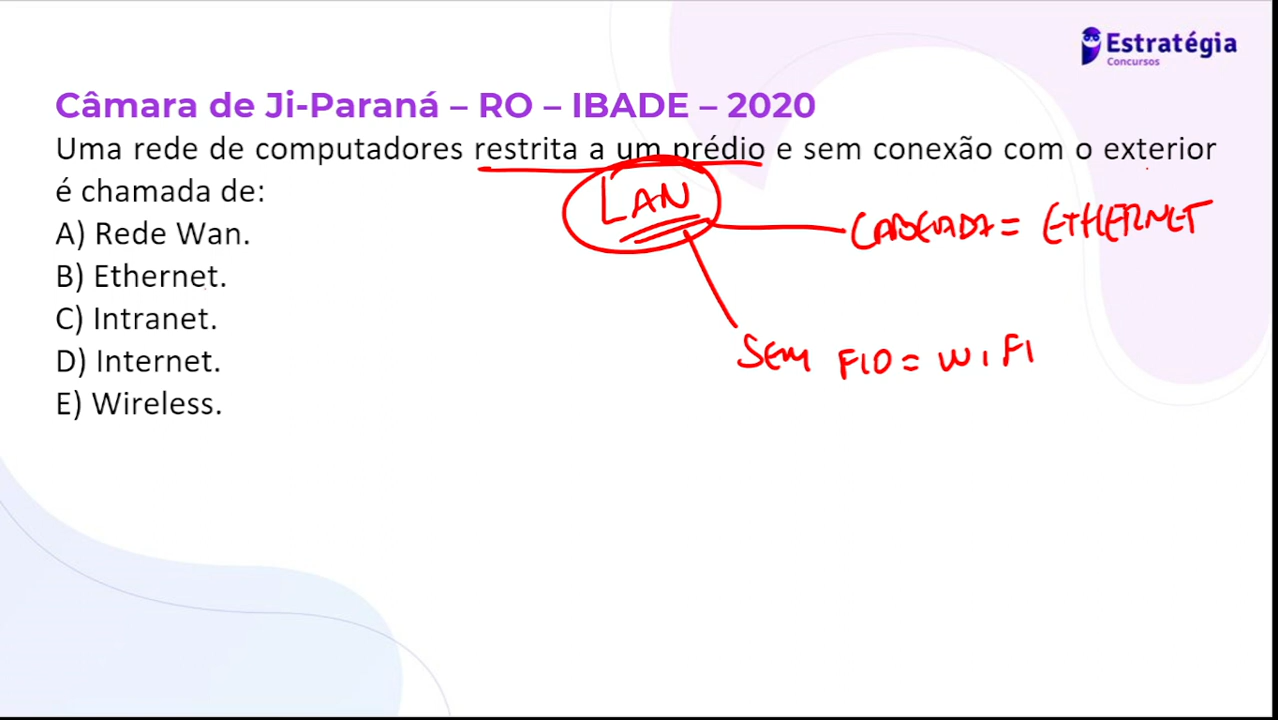 Estratégia
Concursos
Câmara de Ji-Paraná – RO – IBADE – 2020
Uma rede de computadores restrita a um prédio e sem conexão com o exterior
é chamada de:
LAN
A) Rede Wan.
CABEADA = ETHERNET
B) Ethernet.
C) Intranet.
D) Internet.
SEM FIO = WIFI
E) Wireless.